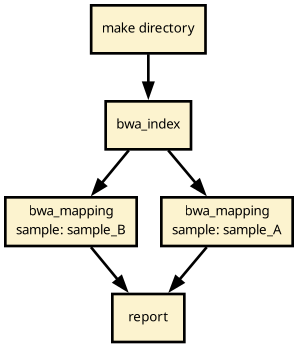 make directory
bwa_index
bwa_mapping
sample: sample_B
bwa_mapping
sample: sample_A
report